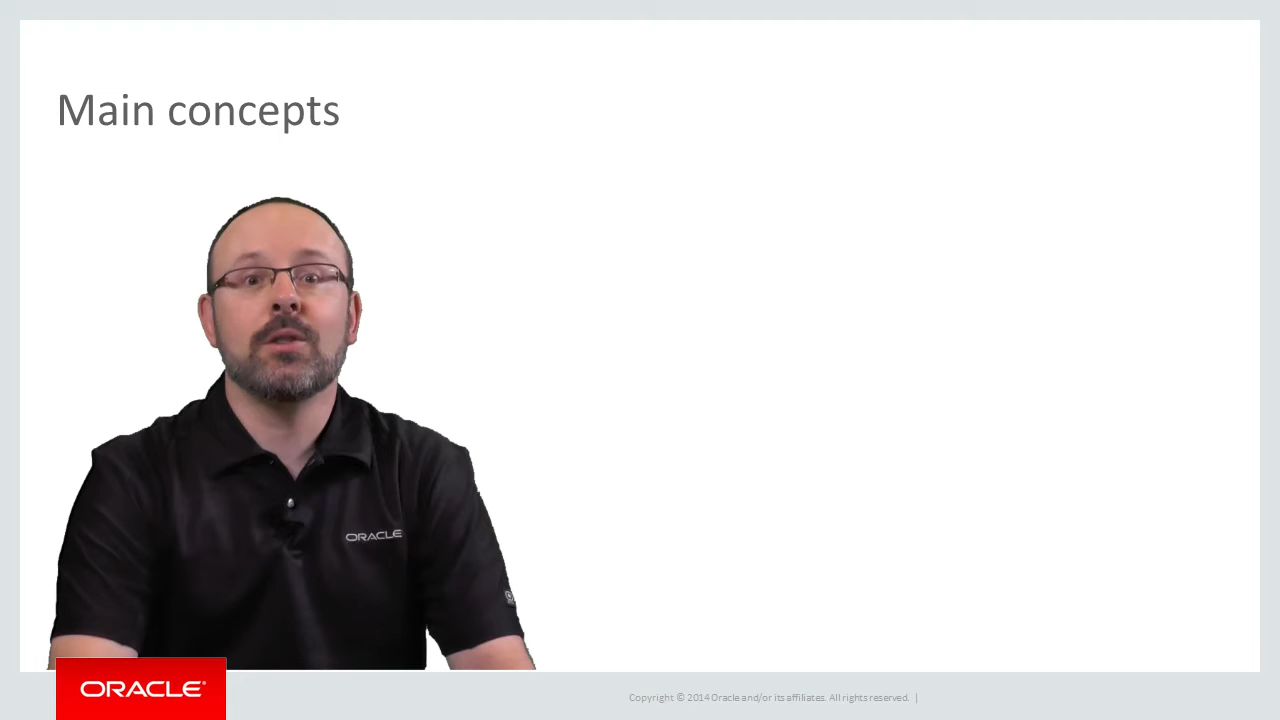 Main concepts
ORACLE
ORACLE®
Copyright © 2014 Oracle and/or its affiliates. All rights reserved. |